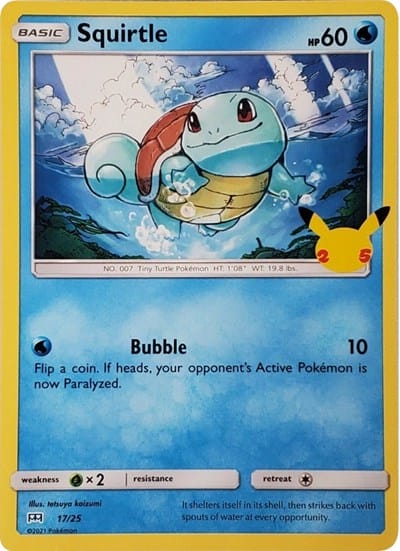 BASIC Squirtle HP60
25
NO. 007 Tiny Turtle Pokémon HT: 1'08" WT: 19.8 lbs.
Bubble 10
Flip a coin. If heads, your opponent's Active Pokémon is
now Paralyzed.
weakness ×2 resistance retreat
Illus. tetsuya koizumi
17/25
©2021 Pokémon
It shelters itself in its shell, then strikes back with
spouts of water at every opportunity.